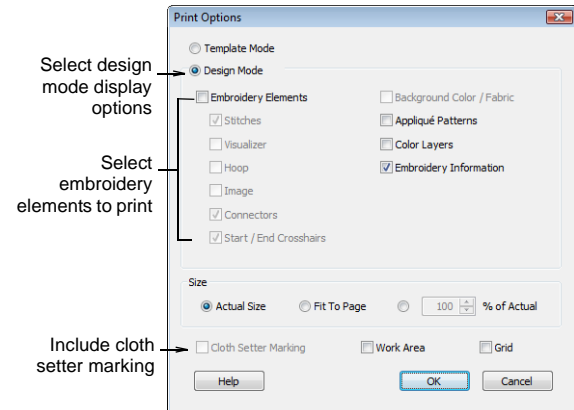 Print Options
Template Mode
Select design
mode display
options
Design Mode
Embroidery Elements
Background Color / Fabric
Stitches
Appliqué Patterns
Visualizer
Color Layers
Select
embroidery
elements to print
Hoop
Embroidery Information
Image
Connectors
Start / End Crosshairs
Size
Actual Size
Fit To Page
100 % of Actual
Include cloth
setter marking
Cloth Setter Marking
Work Area
Grid
Help
OK
Cancel